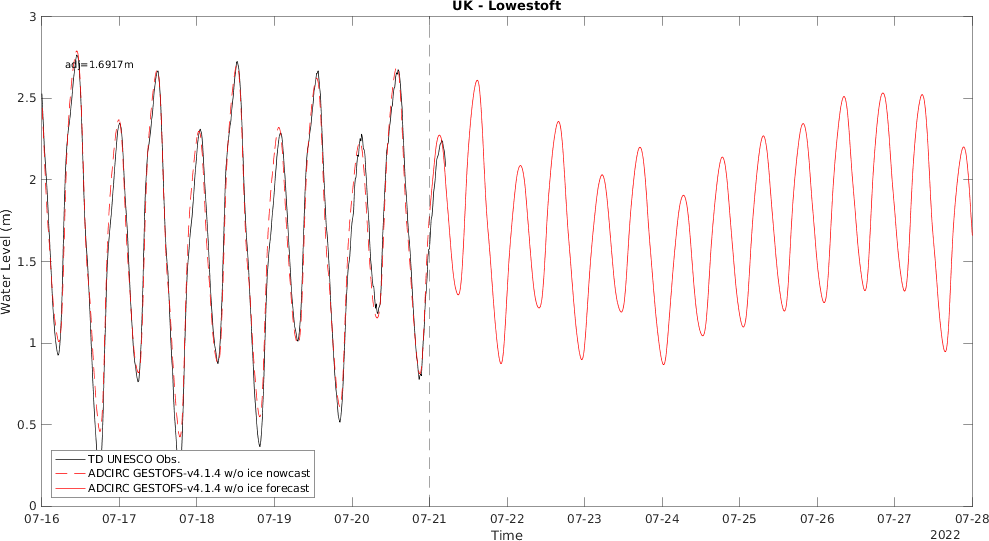 UK - Lowestoft
adj=1.6917m
3
2.5
2
1.5
1
0.5
0
Water Level (m)
TD UNESCO Obs.
ADCIRC GESTOFS-v4.1.4 w/o ice nowcast
ADCIRC GESTOFS-v4.1.4 w/o ice forecast
07-16 07-17 07-18 07-19 07-20 07-21 07-22 07-23 07-24 07-25 07-26 07-27 07-28
Time
2022